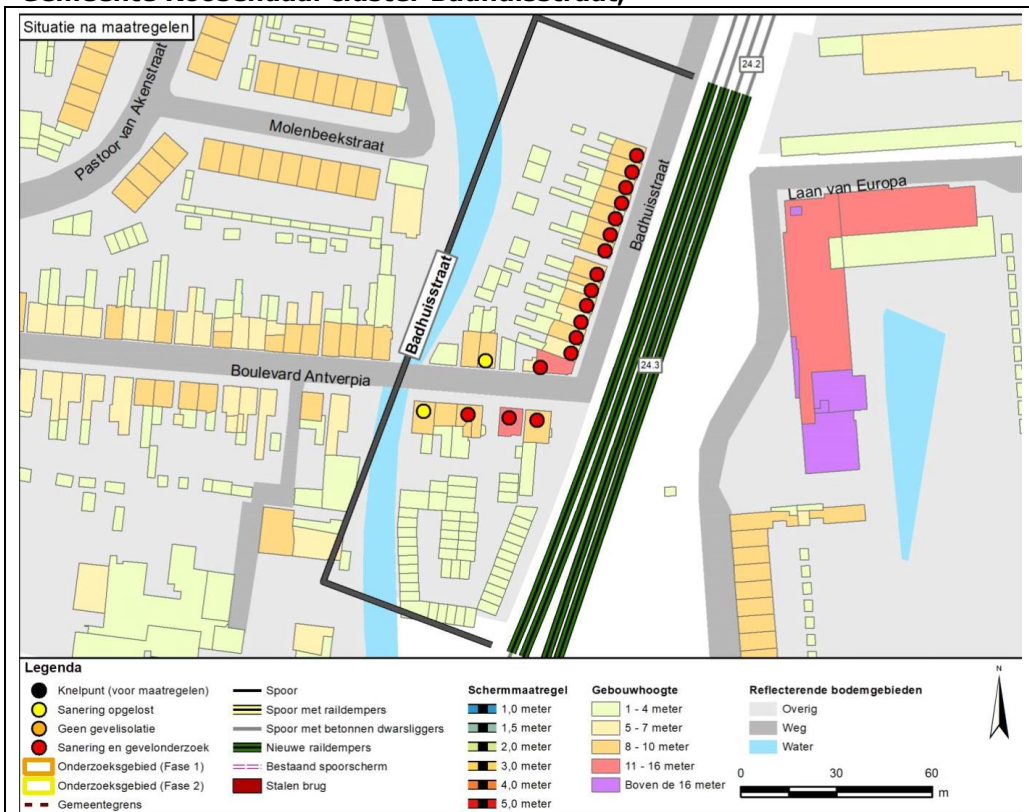 Situatie na maatregelen
24.2
Pastoor van Akenstraat
Molenbeekstraat
Badhuisstraat
Laan van Europa
Badhuisstraat
24.3
Boulevard Antverpia
Legenda
Knelpunt (voor maatregelen)
Sanering opgelost
Geen gevelisolatie
Sanering en gevelonderzoek
Onderzoeksgebied (Fase 1)
Onderzoeksgebied (Fase 2)
Gemeentegrens
Spoor
Spoor met raildempers
Spoor met betonnen dwarsliggers
Nieuwe raildempers
Bestaand spoorscherm
Stalen brug
Schermmaatregel
1,0 meter
1,5 meter
2,0 meter
3,0 meter
4,0 meter
5,0 meter
Gebouwhoogte
1 - 4 meter
5 - 7 meter
8 - 10 meter
11 - 16 meter
Boven de 16 meter
Reflecterende bodemgebieden
Overig
Weg
Water
N
0 30 60
m